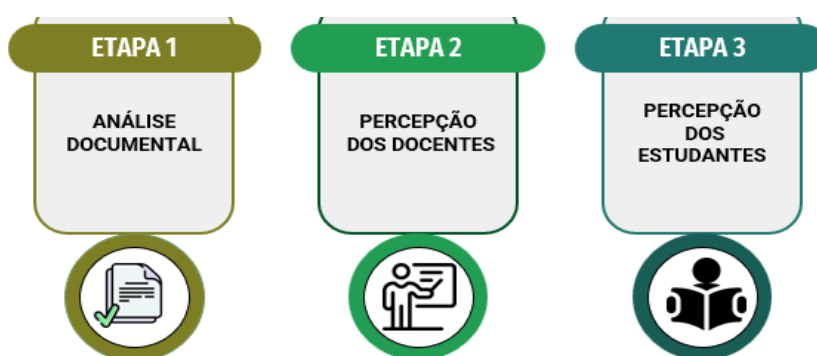 ETAPA 1
ANÁLISE
DOCUMENTAL
ETAPA 2
PERCEPÇÃO
DOS DOCENTES
ETAPA 3
PERCEPÇÃO
DOS
ESTUDANTES